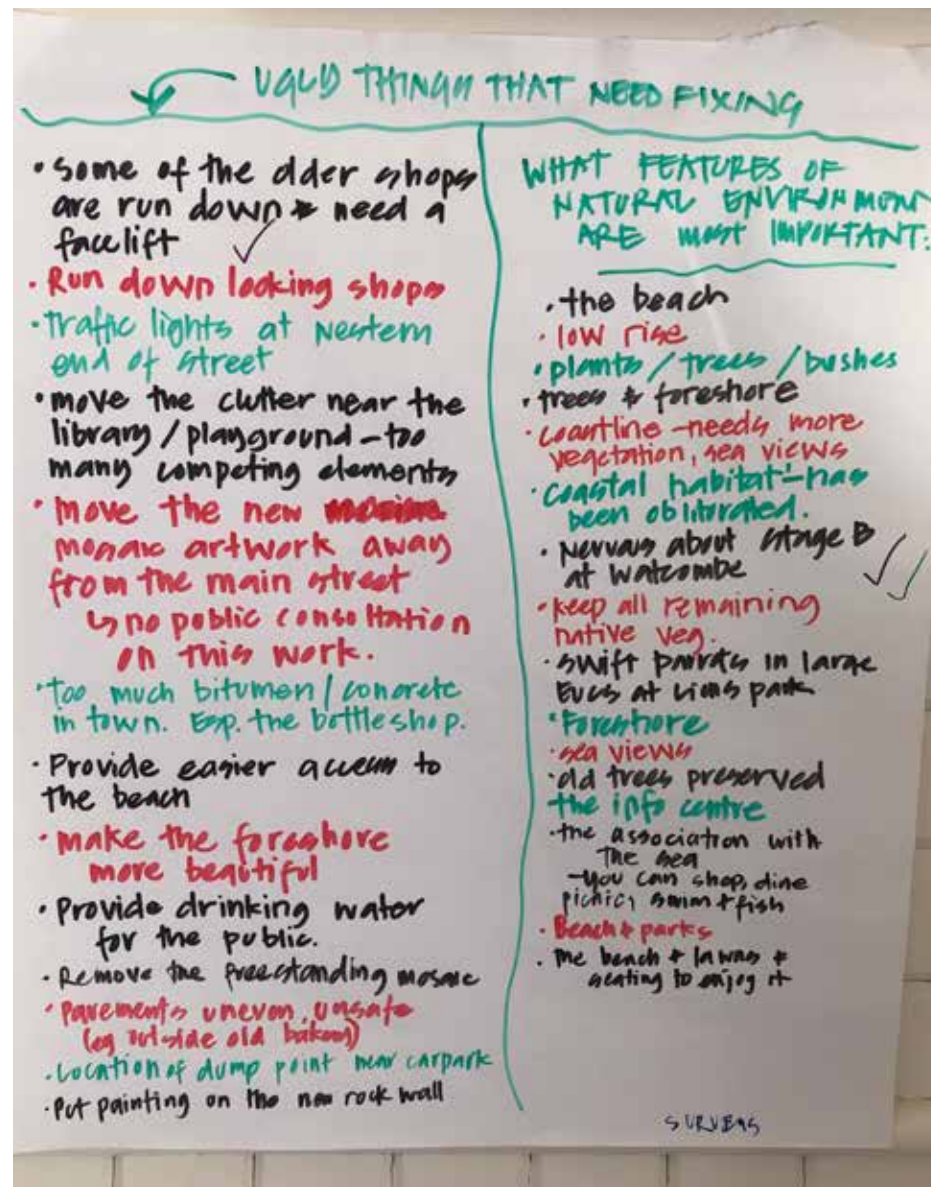 UGLY THINGS THAT NEED FIXING
• Some of the older shops
are run down & need a
facelift
• Run down looking shops
• Traffic lights at western
end of street
• move the clutter near the
library / playground - too
many competing elements
• move the new
mosaic artwork away
from the main street
↳ no public consultation
on this work.
• Too much bitumen / concrete
in town. Esp. the bottleshop.
• Provide easier access to
the beach
• make the foreshore
more beautiful
• Provide drinking water
for the public.
• Remove the freestanding mosaic
• Pavements uneven, unsafe
(eg outside old bakery)
• Location of dump point near carpark
• Put painting on the new rock wall
WHAT FEATURES OF
NATURAL ENVIRONMENT
ARE MOST IMPORTANT:
• the beach
• low rise
• plants / trees / bushes
• trees & foreshore
• coastline - needs more
vegetation, sea views
• coastal habitat - has
been obliterated.
• Nervous about stage B
at Watcombe
• keep all remaining
native veg.
• swift parrots in large
Eucs at Lions park
• Foreshore
• sea views
• old trees preserved
the info centre
• the association with
the sea
- you can shop, dine
picnic, swim + fish
• Beach & parks
• the beach & lawns &
seating to enjoy it
SURVEYS